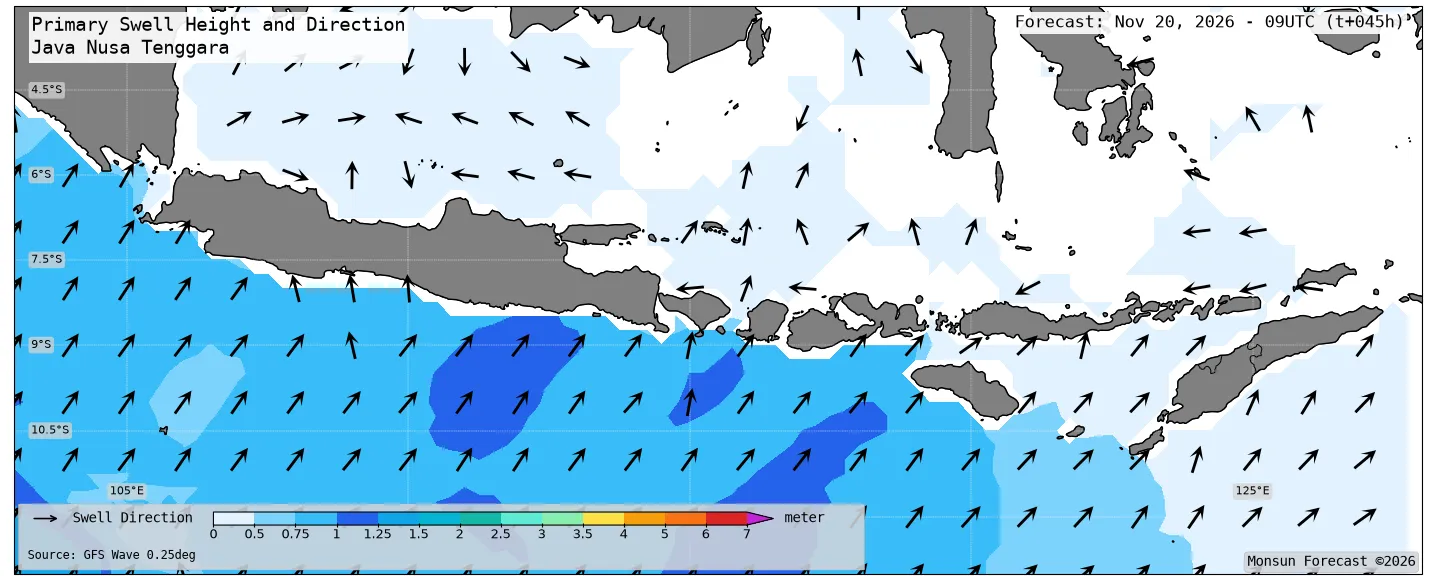 Primary Swell Height and Direction
Java Nusa Tenggara
Forecast: Nov 20, 2026 - 09UTC (t+045h)
4.5°S
6°S
7.5°S
9°S
10.5°S
105°E
125°E
Swell Direction
0 0.5 0.75 1 1.25 1.5 2 2.5 3 3.5 4 5 6 7
meter
Source: GFS Wave 0.25deg
Monsun Forecast ©2026